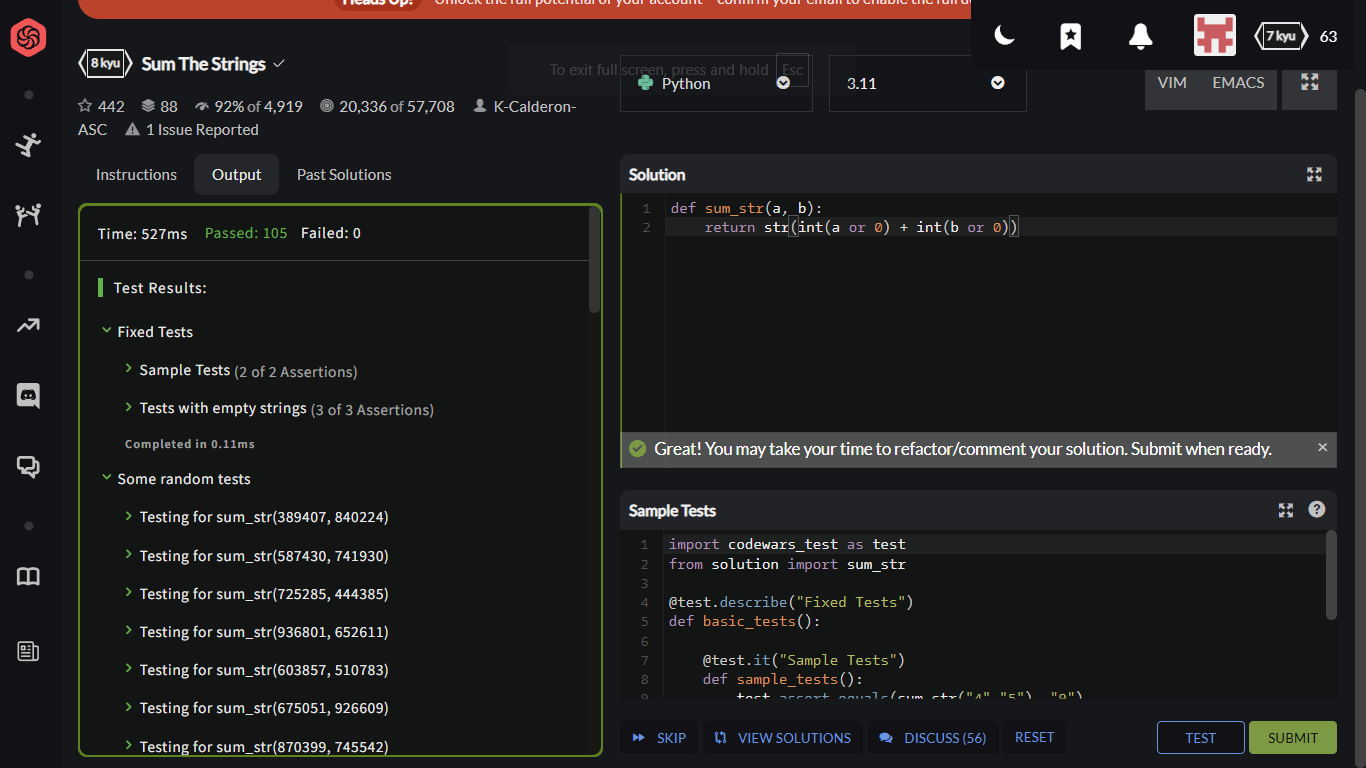 Heads Up! Unlock the full potential of your account - confirm your email to enable the full
8 kyu Sum The Strings
442 88 92% of 4,919 20,336 of 57,708 K-Calderon-
ASC 1 Issue Reported
To exit full screen, press and hold Esc
Python
3.11
VIM EMACS
7 kyu 63
Instructions Output Past Solutions
Time: 527ms Passed: 105 Failed: 0
Test Results:
Fixed Tests
Sample Tests (2 of 2 Assertions)
Tests with empty strings (3 of 3 Assertions)
Completed in 0.11ms
Some random tests
Testing for sum_str(389407, 840224)
Testing for sum_str(587430, 741930)
Testing for sum_str(725285, 444385)
Testing for sum_str(936801, 652611)
Testing for sum_str(603857, 510783)
Testing for sum_str(675051, 926609)
Testing for sum_str(870399, 745542)
Solution
1 def sum_str(a, b):
2 return str(int(a or 0) + int(b or 0))
Great! You may take your time to refactor/comment your solution. Submit when ready. ×
Sample Tests ?
1 import codewars_test as test
2 from solution import sum_str
3
4 @test.describe("Fixed Tests")
5 def basic_tests():
6
7 @test.it("Sample Tests")
8 def sample_tests():
9 test.assert_equals(sum_str("4","5"), "9")
SKIP VIEW SOLUTIONS DISCUSS (56) RESET TEST SUBMIT